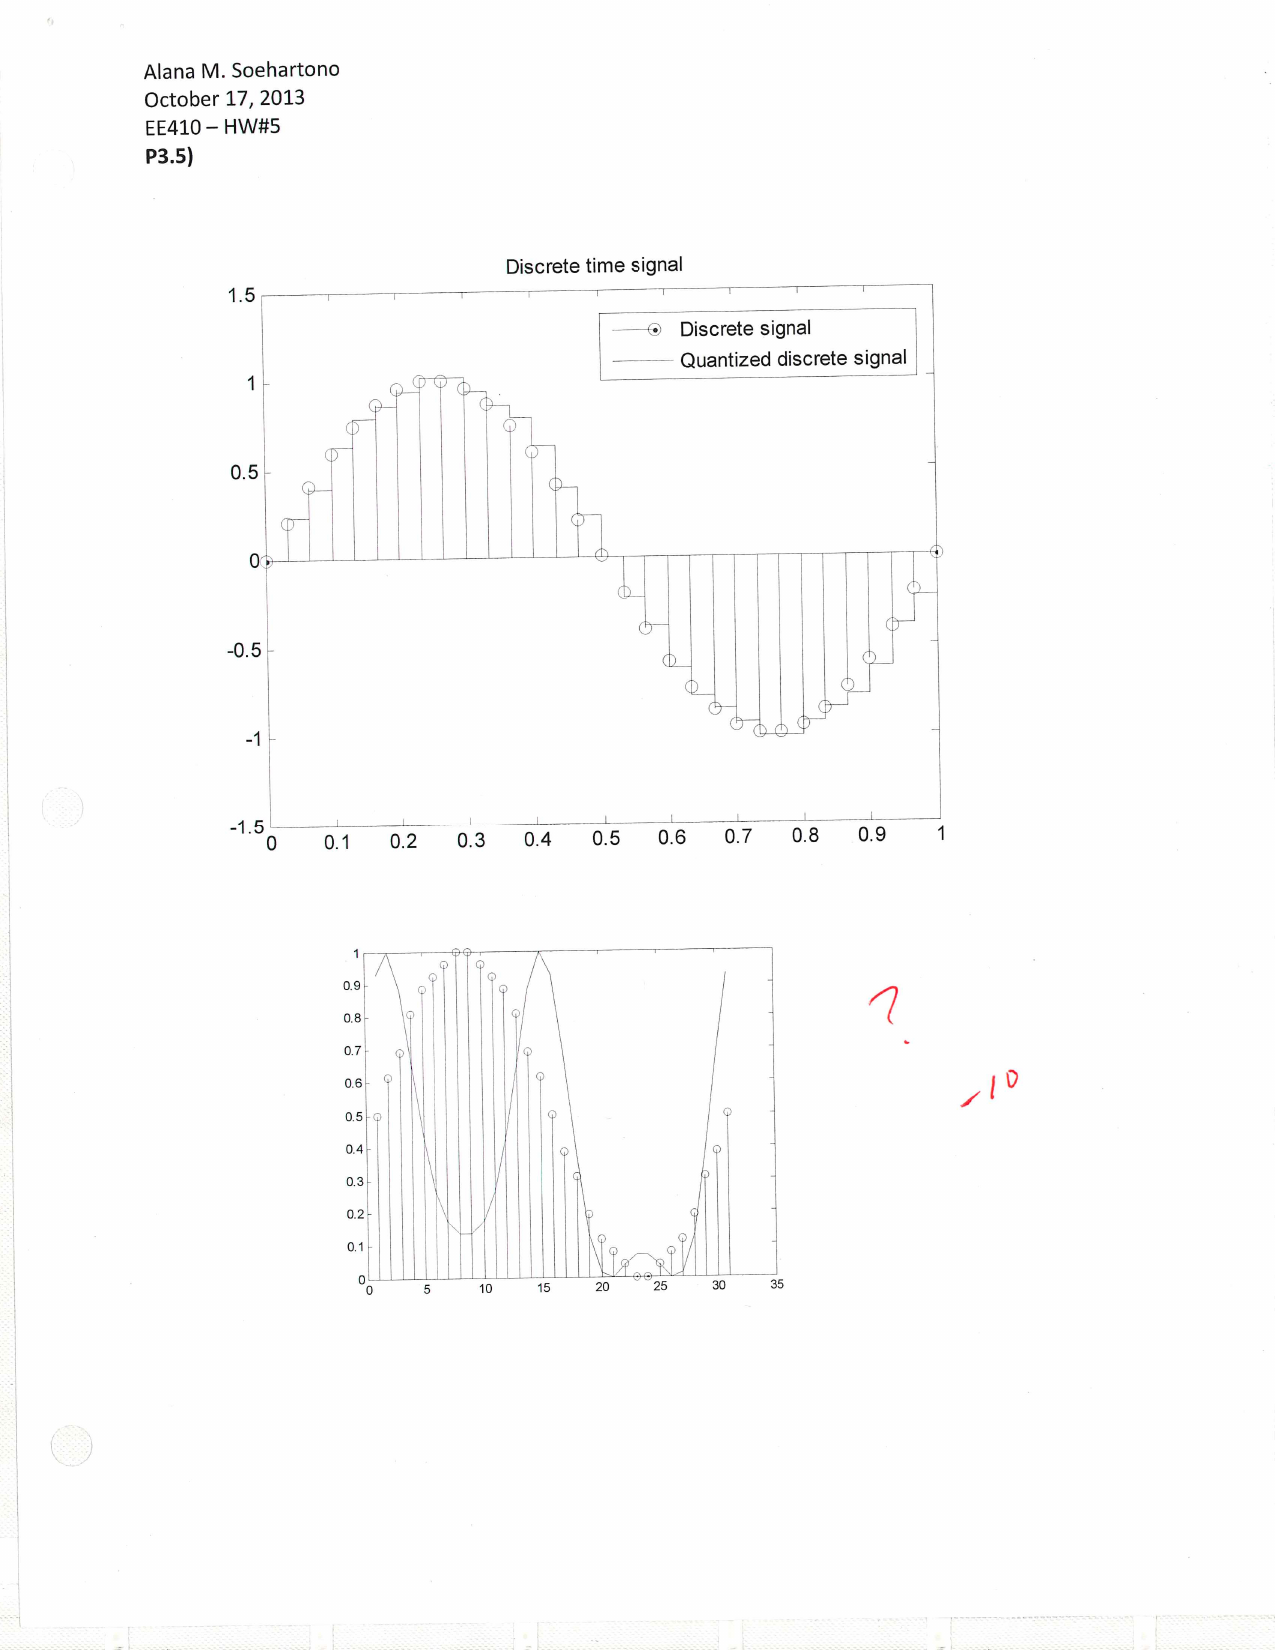 Alana M. Soehartono
October 17, 2013
EE410 – HW#5
P3.5)
Discrete time signal
Discrete signal
Quantized discrete signal
1.5
1
0.5
0
-0.5
-1
-1.5
0 0.1 0.2 0.3 0.4 0.5 0.6 0.7 0.8 0.9 1
1
0.9
0.8
0.7
0.6
0.5
0.4
0.3
0.2
0.1
0
0 5 10 15 20 25 30 35
?
-10